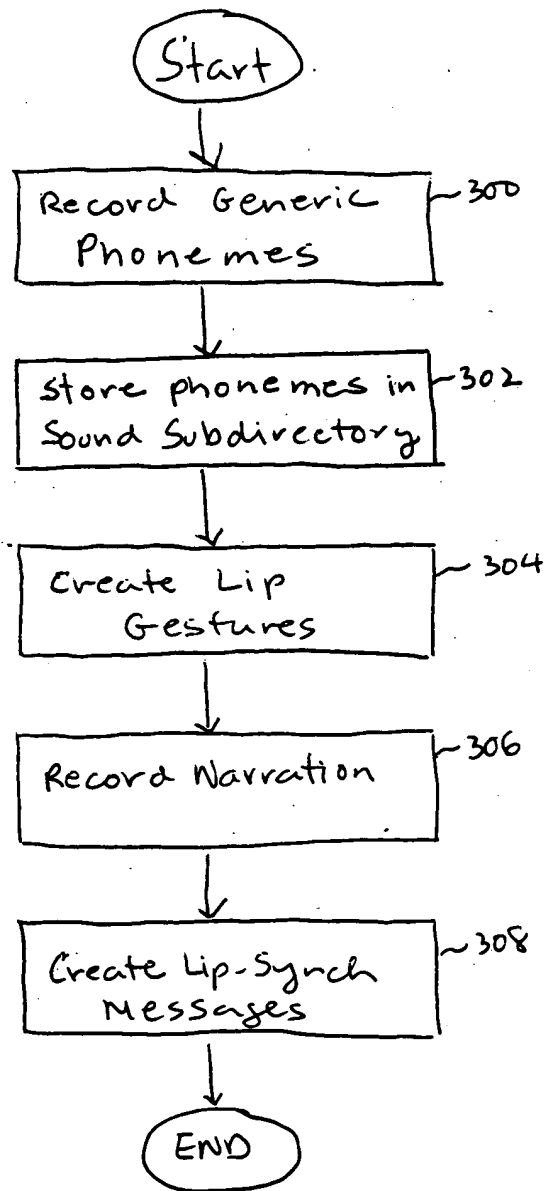 Start
Record Generic
Phonemes
300
Store phonemes in
Sound Subdirectory
302
Create Lip
Gestures
304
Record Narration
306
Create Lip-Synch
Messages
308
END